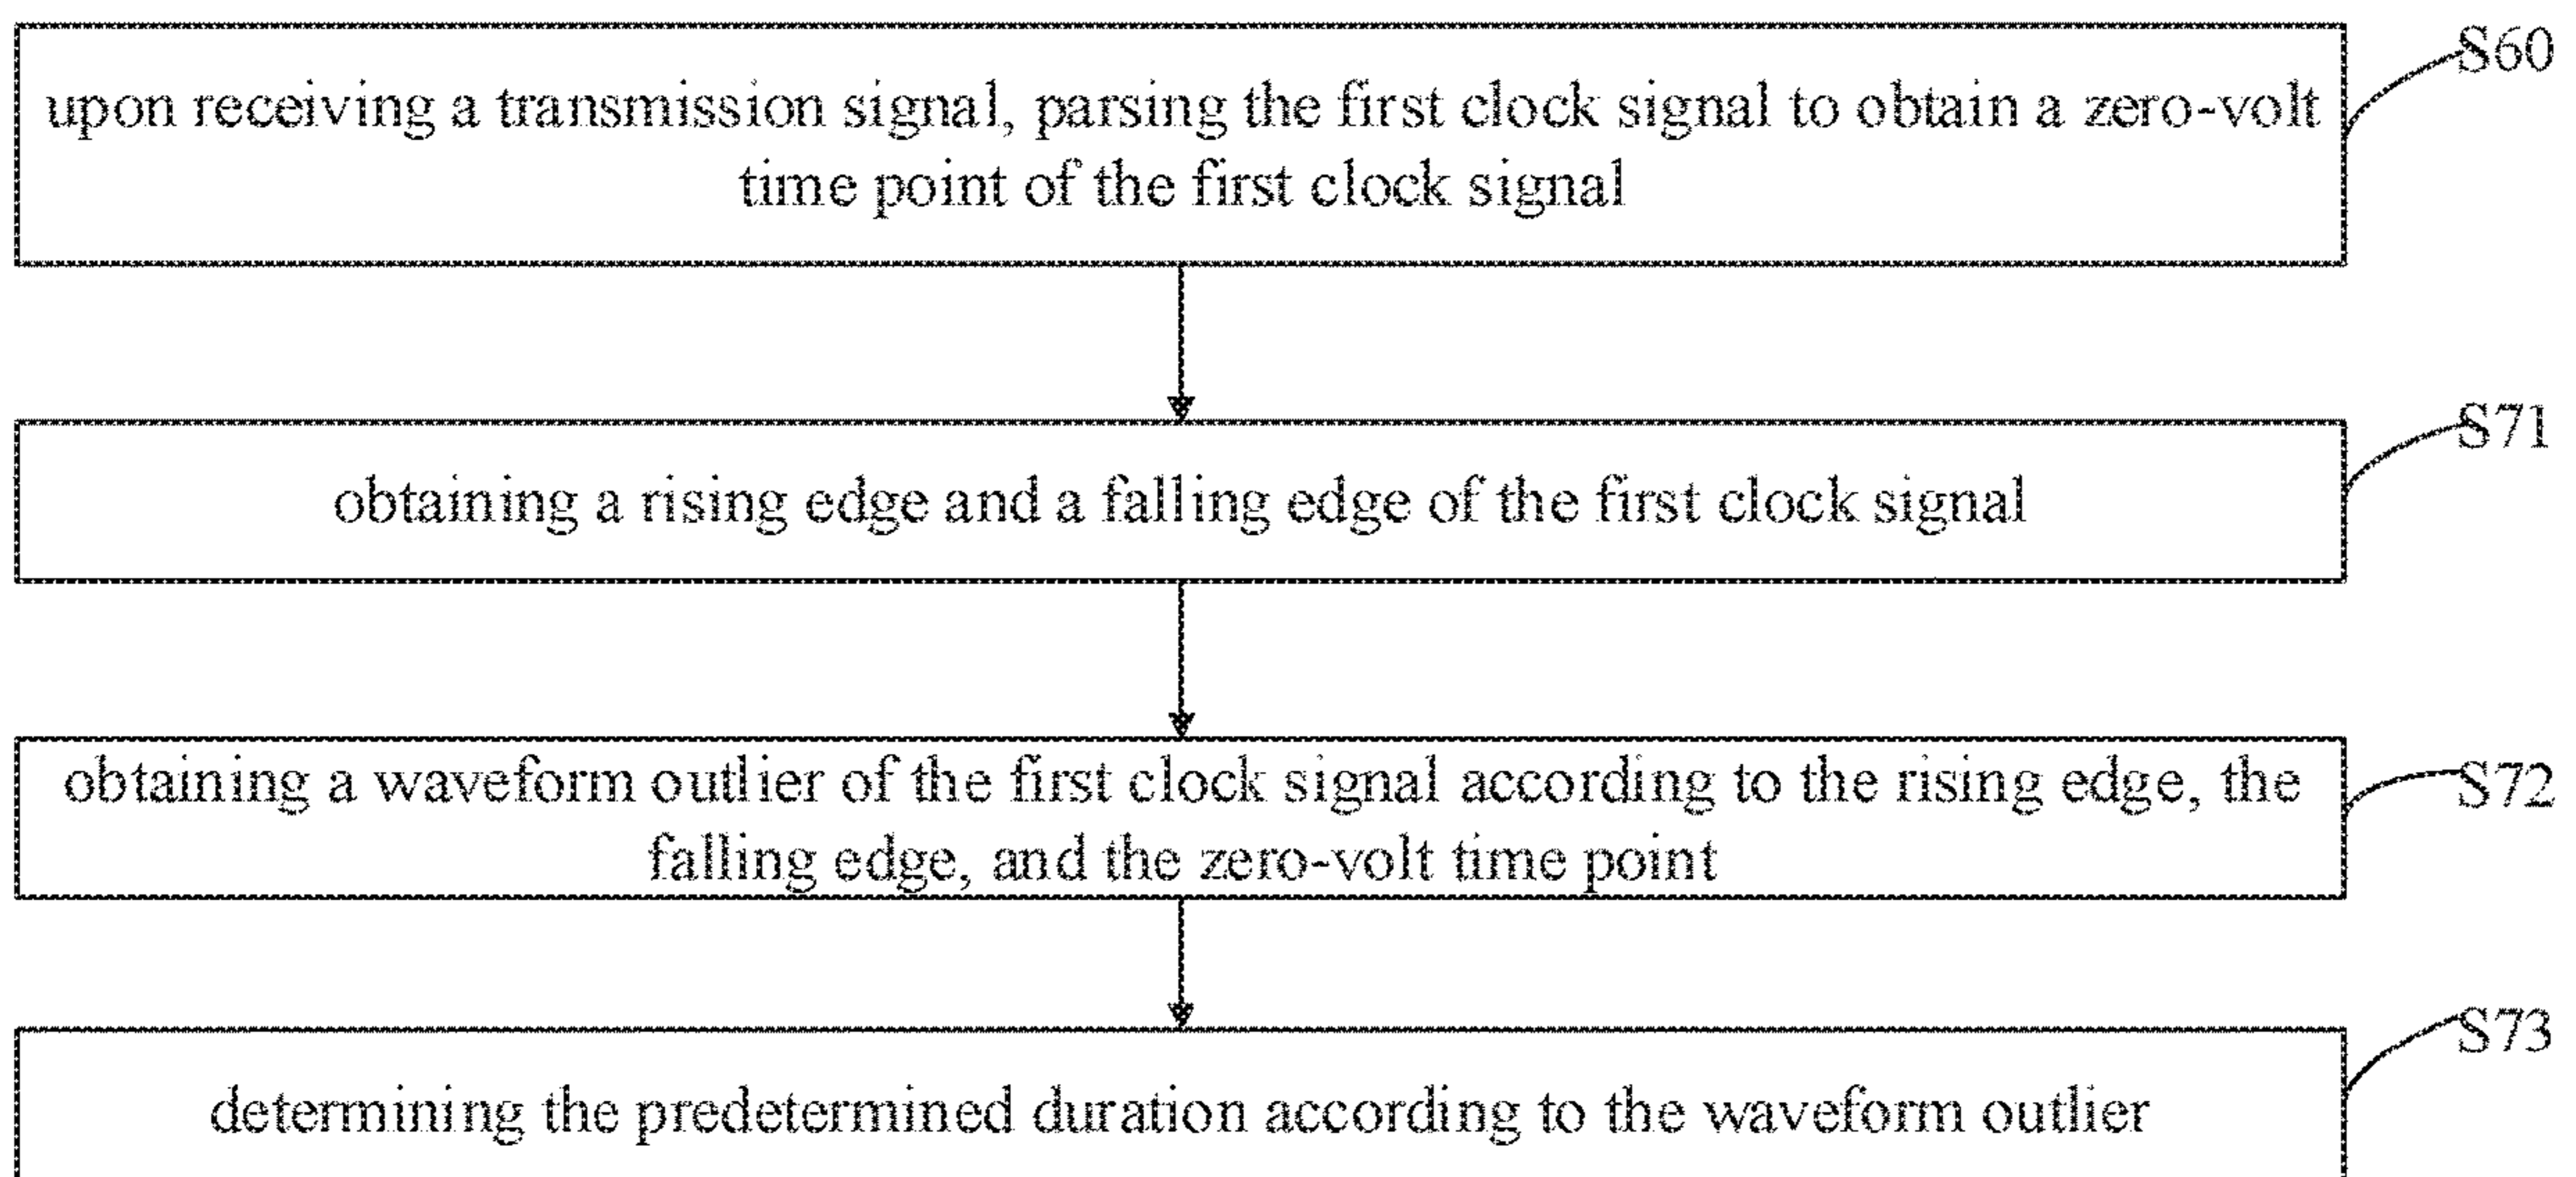 upon receiving a transmission signal, parsing the first clock signal to obtain a zero-volt
time point of the first clock signal
S60
obtaining a rising edge and a falling edge of the first clock signal
S71
obtaining a waveform outlier of the first clock signal according to the rising edge, the
falling edge, and the zero-volt time point
S72
determining the predetermined duration according to the waveform outlier
S73